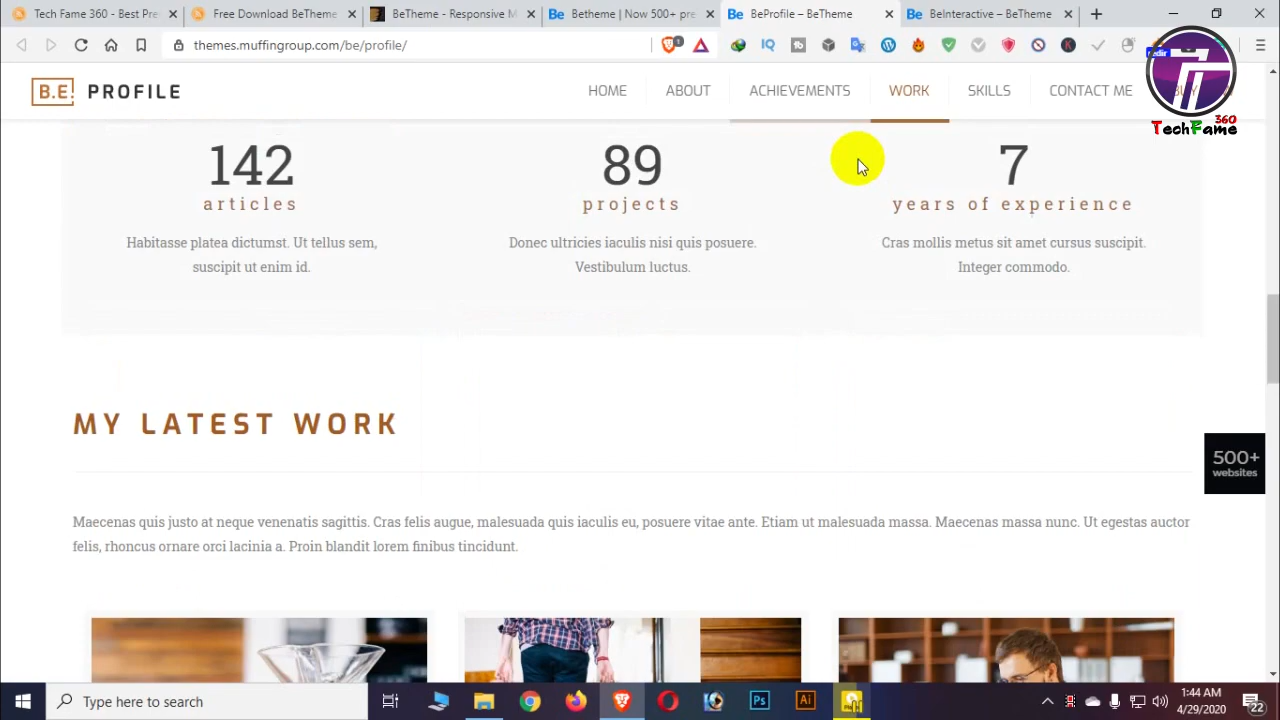 Tech Fame 360 - Best Pre
Free Download BeTheme
BeTheme - Responsive M
Betheme | Now 500+ pre
BeProfile – BeTheme
BeInteractive – BeTheme
themes.muffingroup.com/be/profile/
1
IQ
TechFame 360
B.E. PROFILE
HOME
ABOUT
ACHIEVEMENTS
WORK
SKILLS
CONTACT ME
142
articles
Habitasse platea dictumst. Ut tellus sem,
suscipit ut enim id.
89
projects
Donec ultricies iaculis nisi quis posuere.
Vestibulum luctus.
7
years of experience
Cras mollis metus sit amet cursus suscipit.
Integer commodo.
MY LATEST WORK
500+
websites
Maecenas quis justo at neque venenatis sagittis. Cras felis augue, malesuada quis iaculis eu, posuere vitae ante. Etiam ut malesuada massa. Maecenas massa nunc. Ut egestas auctor
felis, rhoncus ornare orci lacinia a. Proin blandit lorem finibus tincidunt.
Type here to search
Ps
Ai
1:44 AM
4/29/2020
22